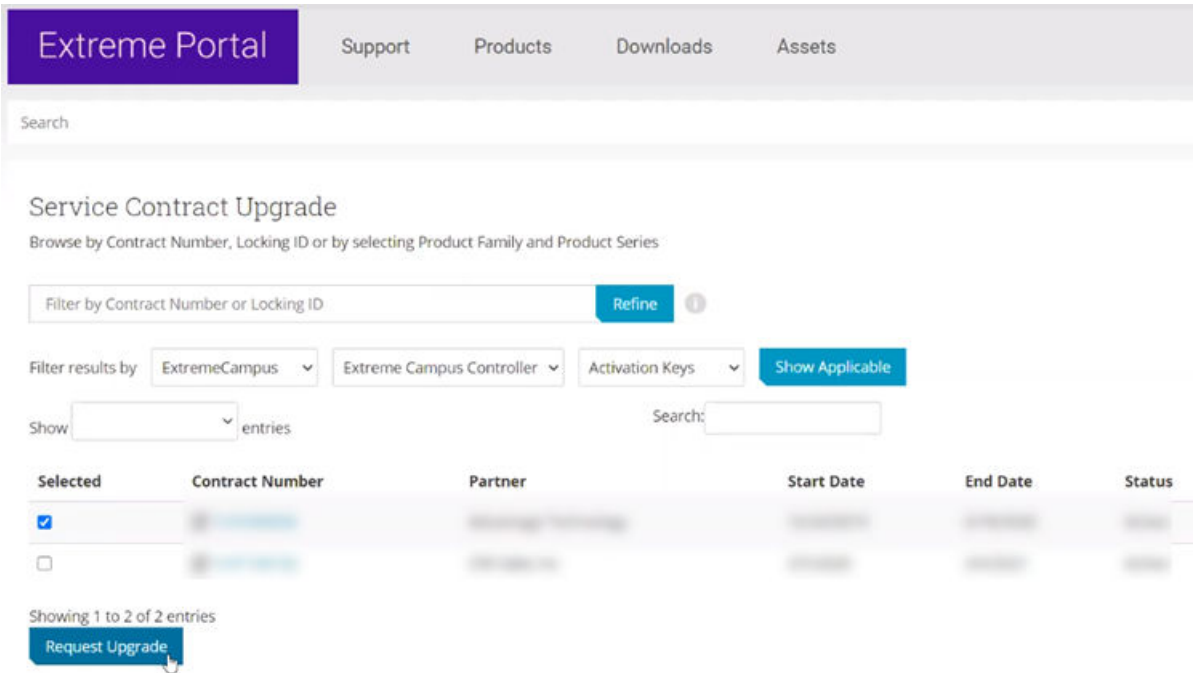 Extreme Portal Support Products Downloads Assets
Search
Service Contract Upgrade
Browse by Contract Number, Locking ID or by selecting Product Family and Product Series
Filter by Contract Number or Locking ID Refine i
Filter results by ExtremeCampus Extreme Campus Controller Activation Keys Show Applicable
Show entries Search:
Selected Contract Number Partner Start Date End Date Status
Showing 1 to 2 of 2 entries
Request Upgrade